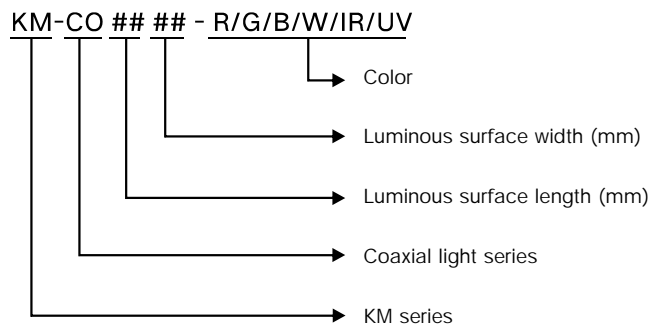 KM-CO ## ## - R/G/B/W/IR/UV
Color
Luminous surface width (mm)
Luminous surface length (mm)
Coaxial light series
KM series